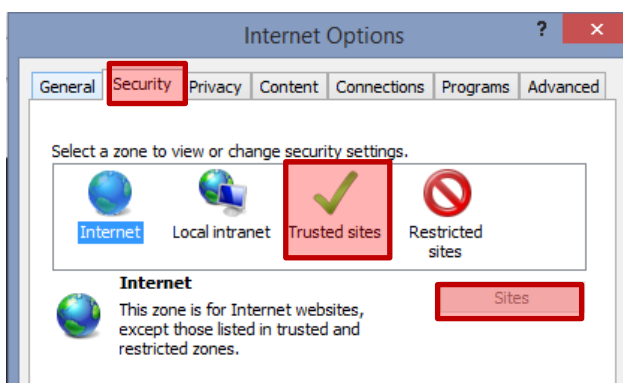 Internet Options
?
×
General Security Privacy Content Connections Programs Advanced
Select a zone to view or change security settings.
Internet Local intranet Trusted sites Restricted
sites
Internet
Sites
This zone is for Internet websites,
except those listed in trusted and
restricted zones.